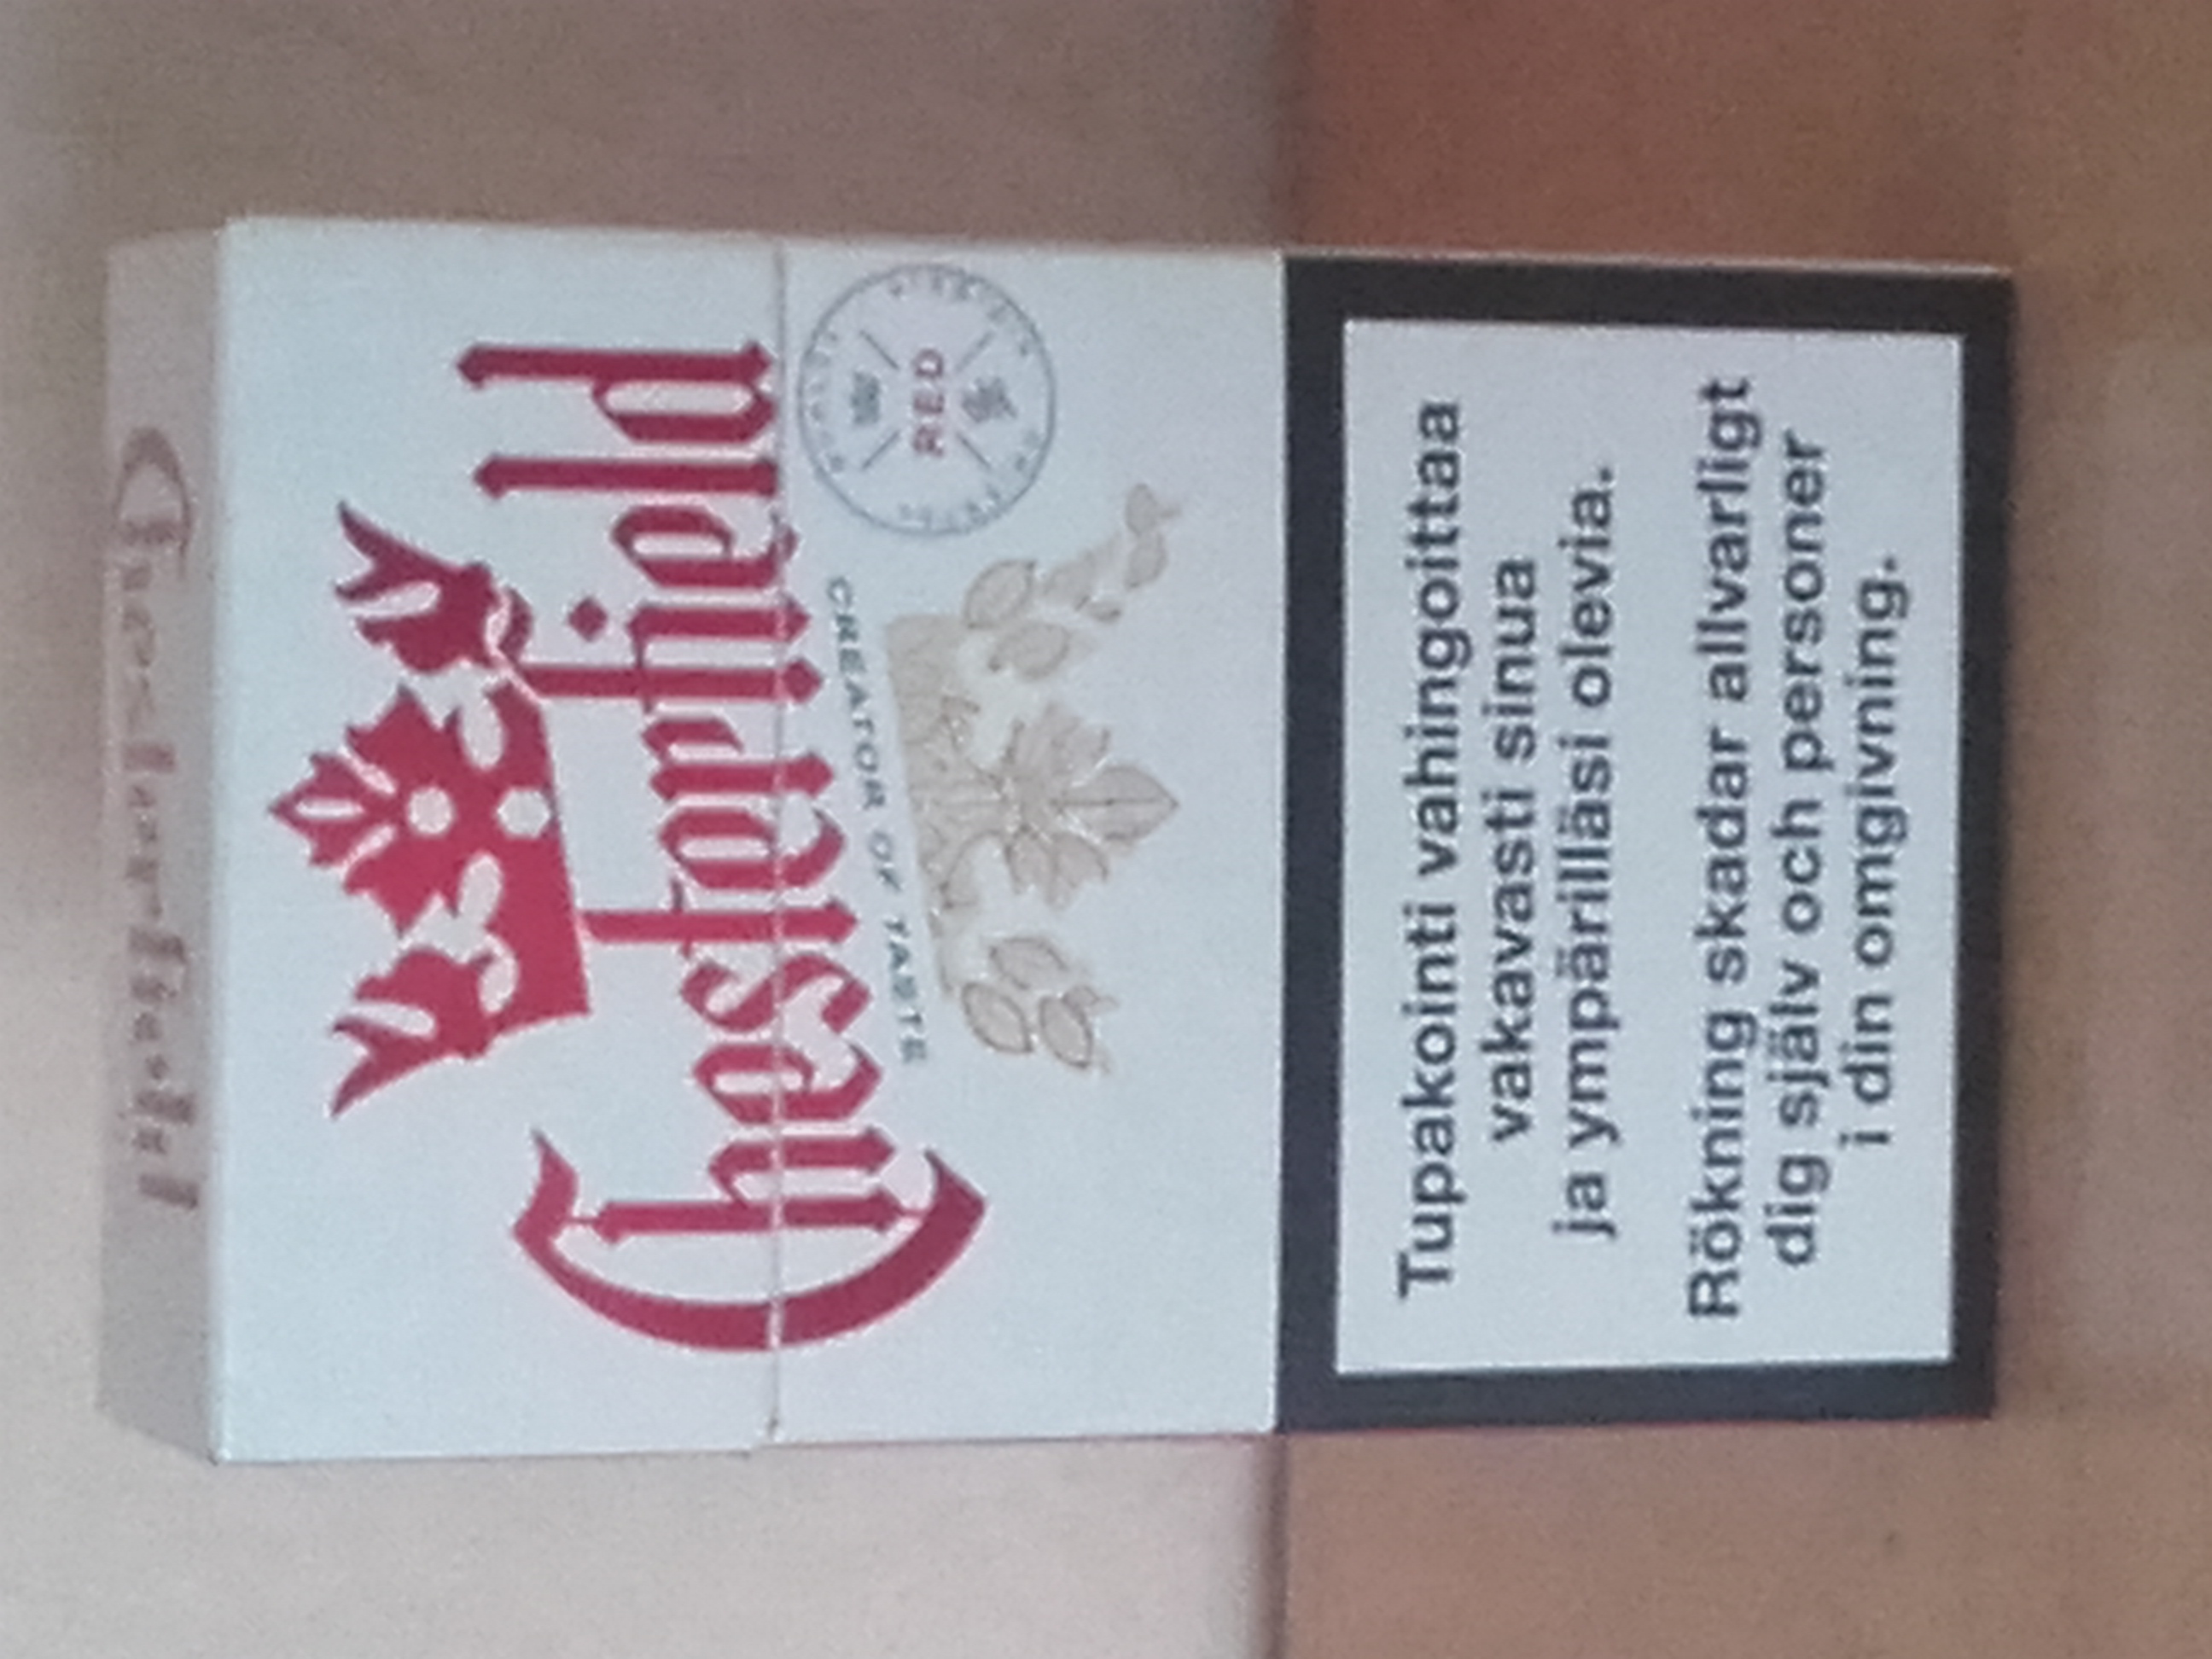 Chesterfield
Chesterfield
CREATOR OF TASTE
RED
Tupakointi vahingoittaa
vakavasti sinua
ja ympärilläsi olevia.
Rökning skadar allvarligt
dig själv och personer
i din omgivning.